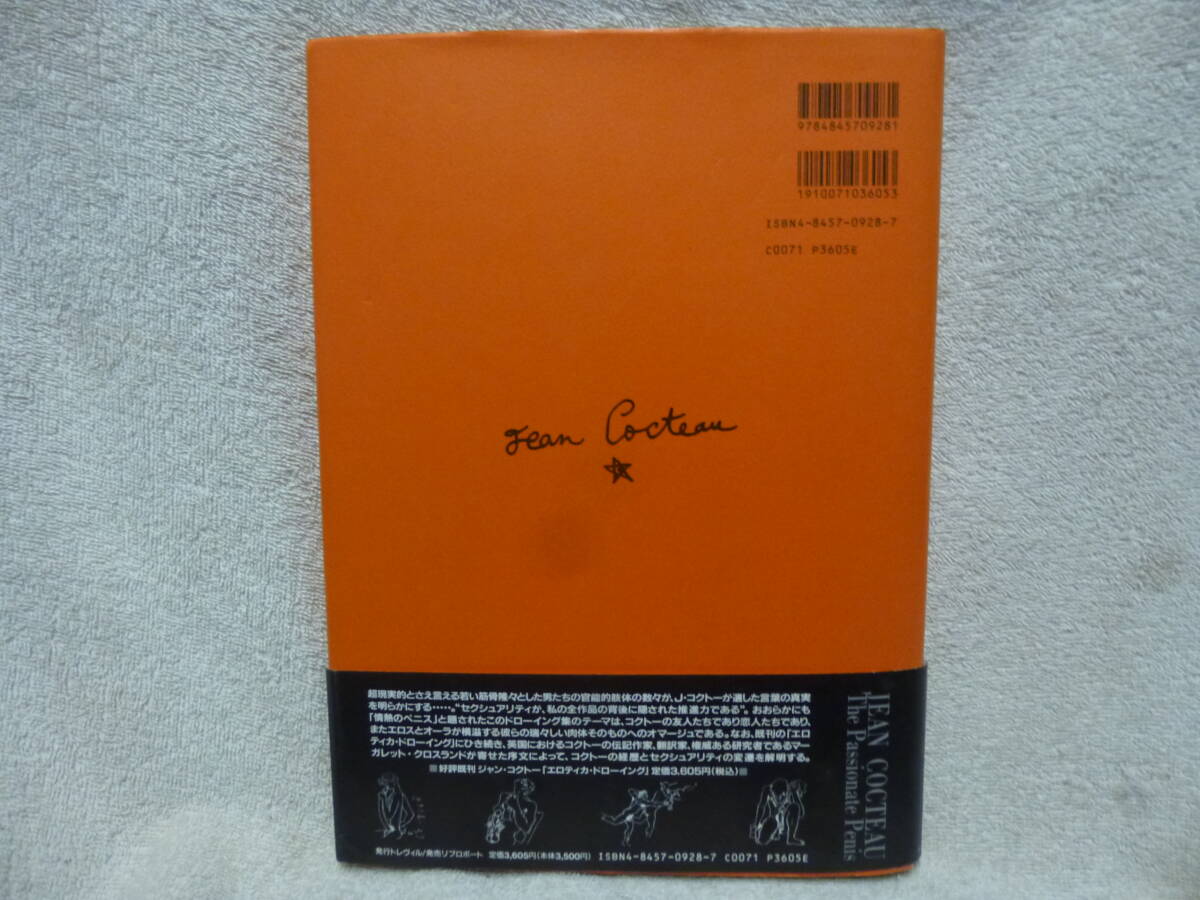 9784845709281
1910071036053
ISBN4-8457-0928-7
C0071 P3605E
Jean Cocteau
超現実的とさえ言える若い筋骨隆々とした男たちの官能的肢体の数々が、J・コクトーが遺した言葉の真実
を明らかにする……。“セクシュアリティが、私の全作品の背後に隠された推進力である”。おおらかにも
「情熱のペニス」と題されたこのドローイング集のテーマは、コクトーの友人たちであり恋人たちであり、
またエロスとオーラが横溢する彼らの瑞々しい肉体そのものへのオマージュである。なお、既刊の「エロ
ティカ・ドローイング」にひき続き、英国におけるコクトーの伝記作家、翻訳家、権威ある研究者であるマー
ガレット・クロスランドが寄せた序文によって、コクトーの経歴とセクシュアリティの変遷を解明する。
※好評既刊 ジャン・コクトー「エロティカ・ドローイング」定価3,605円(税込)※
発行トレヴィル/発売リブロポート 定価3,605円(本体3,500円) ISBN4-8457-0928-7 C0071 P3605E
JEAN COCTEAU
The Passionate Penis